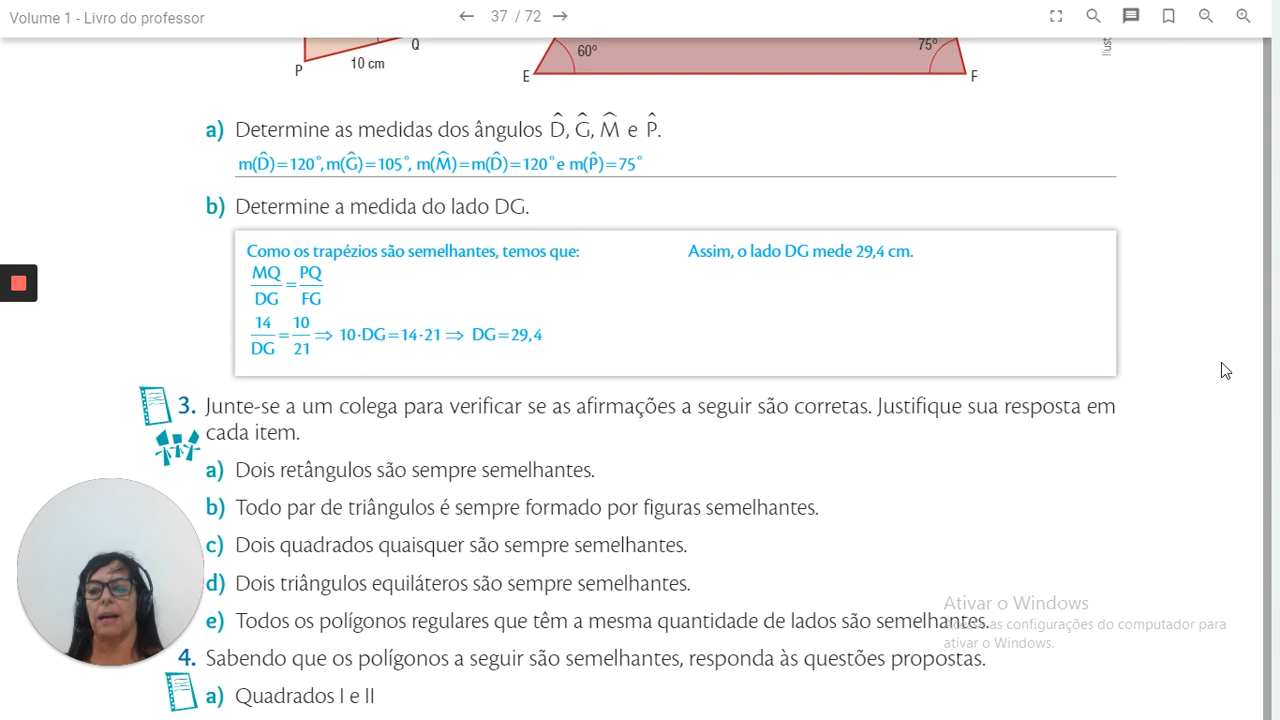 Volume 1 - Livro do professor
37 / 72
Q
P
10 cm
60º
75º
E
F
Ilust
a) Determine as medidas dos ângulos D̂, Ĝ, M̂ e P̂.
m(D̂)=120°, m(Ĝ)=105°, m(M̂)=m(D̂)=120° e m(P̂)=75°
b) Determine a medida do lado DG.
Como os trapézios são semelhantes, temos que:
MQ/DG = PQ/FG
14/DG = 10/21 ⇒ 10·DG=14·21 ⇒ DG=29,4
Assim, o lado DG mede 29,4 cm.
3. Junte-se a um colega para verificar se as afirmações a seguir são corretas. Justifique sua resposta em
cada item.
a) Dois retângulos são sempre semelhantes.
b) Todo par de triângulos é sempre formado por figuras semelhantes.
c) Dois quadrados quaisquer são sempre semelhantes.
d) Dois triângulos equiláteros são sempre semelhantes.
e) Todos os polígonos regulares que têm a mesma quantidade de lados são semelhantes.
4. Sabendo que os polígonos a seguir são semelhantes, responda às questões propostas.
a) Quadrados I e II
Ativar o Windows
as configurações do computador para
ativar o Windows.